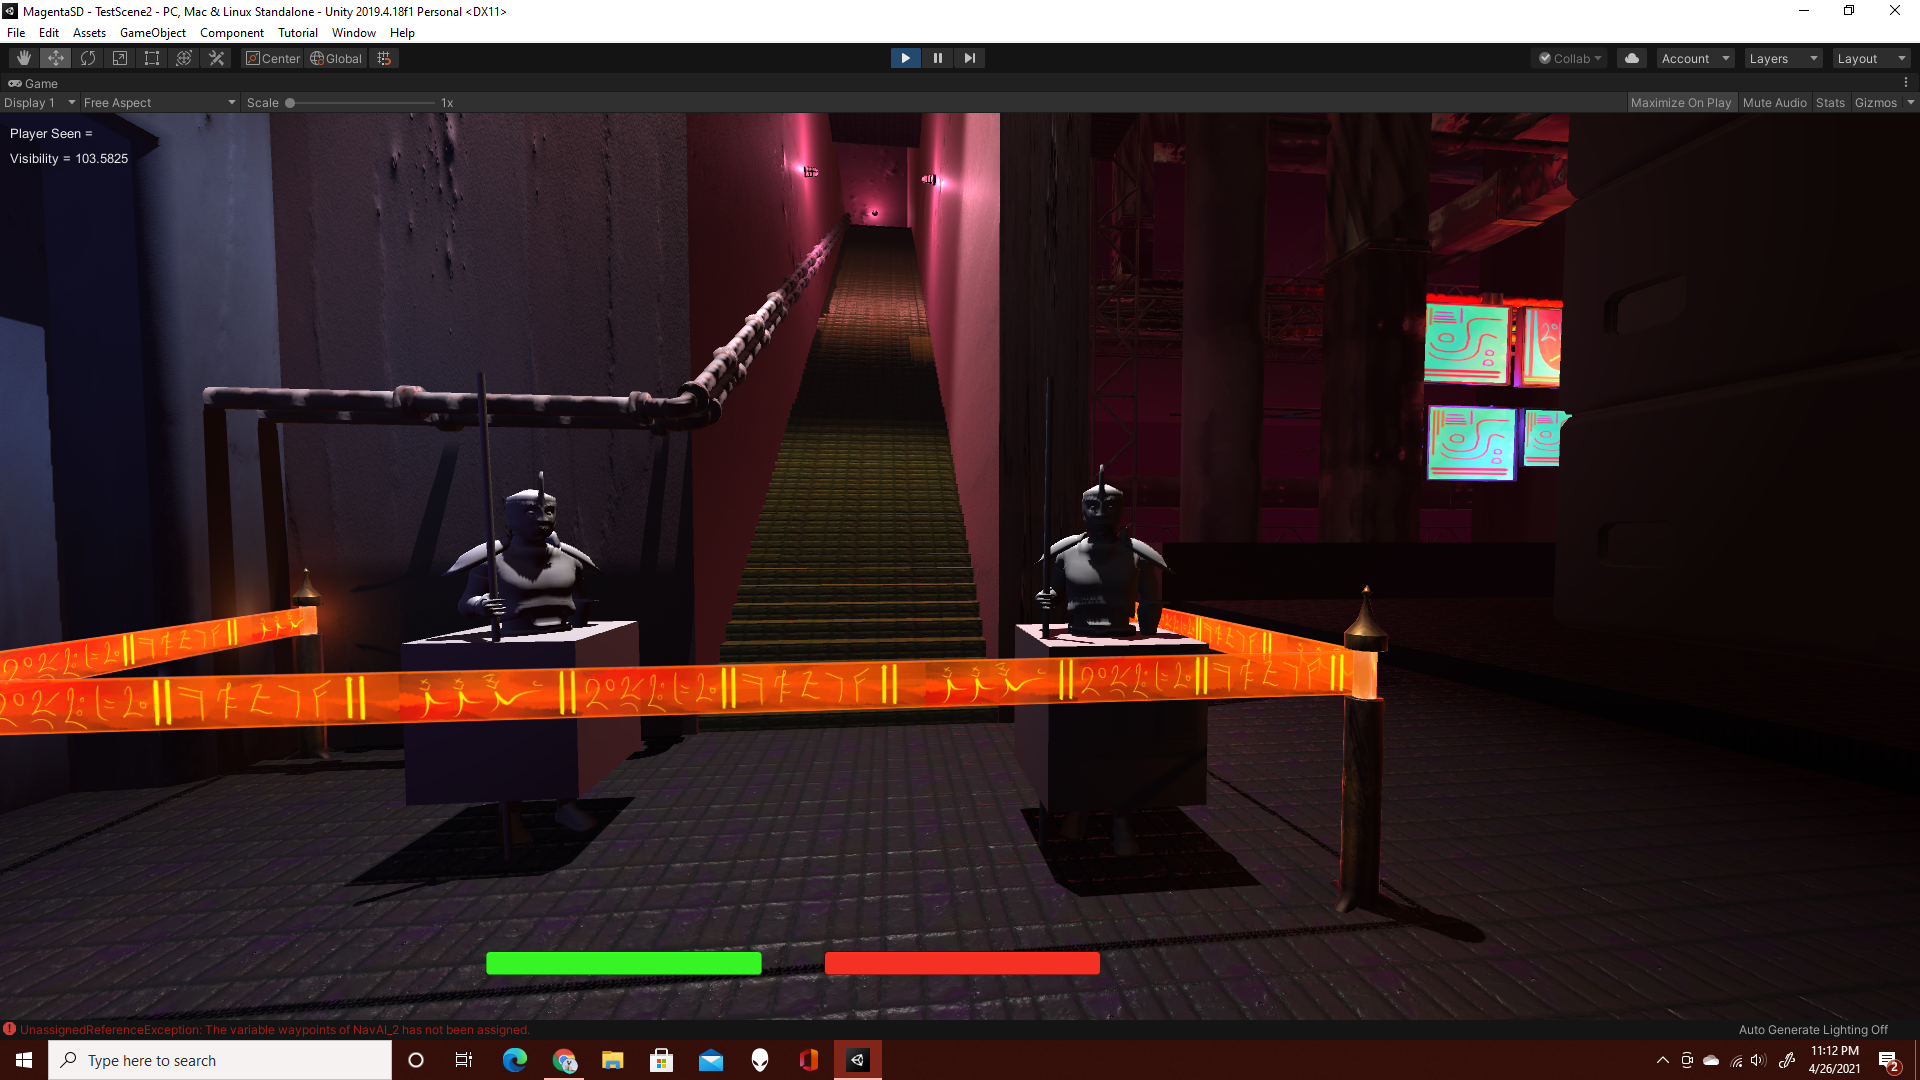 MagentaSD - TestScene2 - PC, Mac & Linux Standalone - Unity 2019.4.18f1 Personal <DX11>
File Edit Assets GameObject Component Tutorial Window Help
Center Global Collab Account Layers Layout
Game
Display 1 Free Aspect Scale 1x Maximize On Play Mute Audio Stats Gizmos
Player Seen =
Visibility = 103.5825
UnassignedReferenceException: The variable waypoints of NavAI_2 has not been assigned.
Auto Generate Lighting Off
Type here to search
11:12 PM
4/26/2021
2